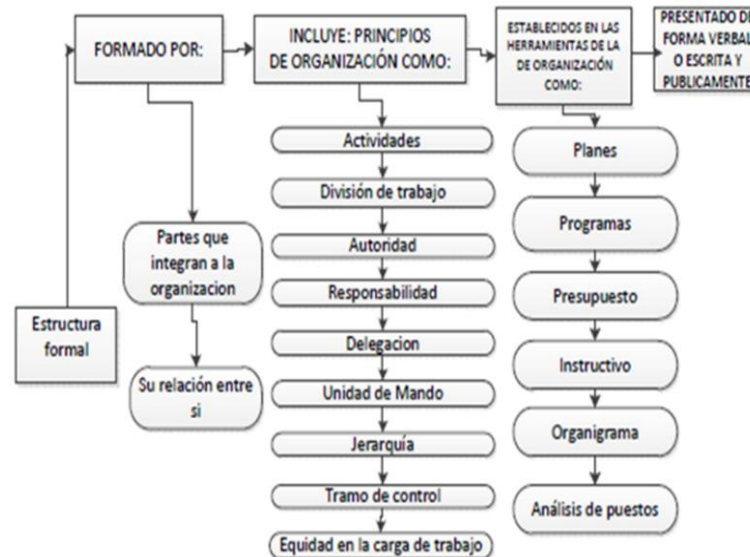 FORMADO POR:
INCLUYE: PRINCIPIOS
DE ORGANIZACIÓN COMO:
ESTABLECIDOS EN LAS
HERRAMIENTAS DE LA
DE ORGANIZACIÓN
COMO:
PRESENTADO DE
FORMA VERBAL
O ESCRITA Y
PUBLICAMENTE
Estructura
formal
Partes que
integran a la
organizacion
Su relación entre
si
Actividades
División de trabajo
Autoridad
Responsabilidad
Delegacion
Unidad de Mando
Jerarquía
Tramo de control
Equidad en la carga de trabajo
Planes
Programas
Presupuesto
Instructivo
Organigrama
Análisis de puestos